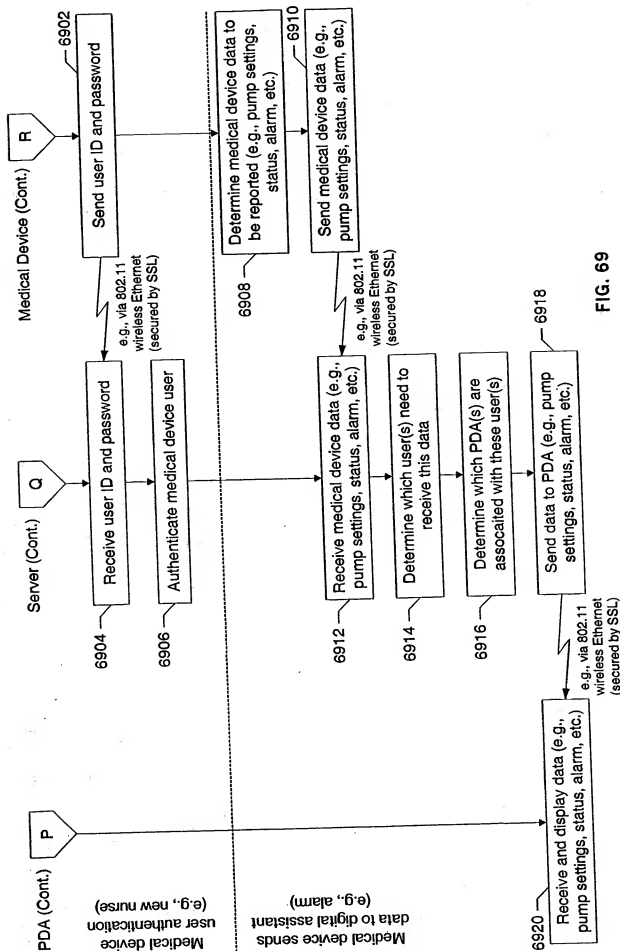 PDA (Cont.)
P
Server (Cont.)
Q
Medical Device (Cont.)
R
Medical device
user authentication
(e.g., new nurse)
6902
Send user ID and password
e.g., via 802.11
wireless Ethernet
(secured by SSL)
Receive user ID and password
6904
Authenticate medical device user
6906
Medical device sends
data to digital assistant
(e.g., alarm)
Determine medical device data to
be reported (e.g., pump settings,
status, alarm, etc.)
6908
6910
Send medical device data (e.g.,
pump settings, status, alarm, etc.)
e.g., via 802.11
wireless Ethernet
(secured by SSL)
Receive medical device data (e.g.,
pump settings, status, alarm, etc.)
6912
Determine which user(s) need to
receive this data
6914
Determine which PDA(s) are
assocaited with these user(s)
6916
6918
Send data to PDA (e.g., pump
settings, status, alarm, etc.)
e.g., via 802.11
wireless Ethernet
(secured by SSL)
6920
Receive and display data (e.g.,
pump settings, status, alarm, etc.)
FIG. 69